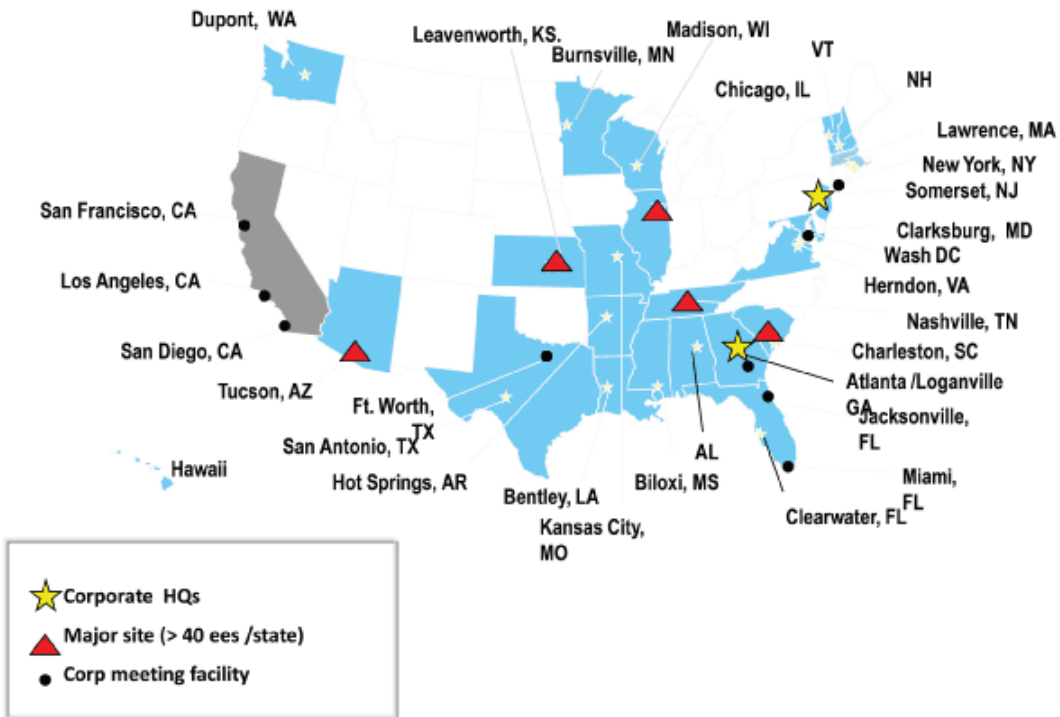 Dupont, WA
Leavenworth, KS.
Madison, WI
Burnsville, MN
VT
Chicago, IL
NH
Lawrence, MA
New York, NY
Somerset, NJ
San Francisco, CA
Clarksburg, MD
Wash DC
Los Angeles, CA
Herndon, VA
Nashville, TN
San Diego, CA
Charleston, SC
Tucson, AZ
Atlanta /Loganville
GA
Ft. Worth,
TX
Jacksonville,
FL
San Antonio, TX
AL
Hawaii
Hot Springs, AR
Biloxi, MS
Miami,
FL
Bentley, LA
Clearwater, FL
Kansas City,
MO
Corporate HQs
Major site (> 40 ees /state)
Corp meeting facility